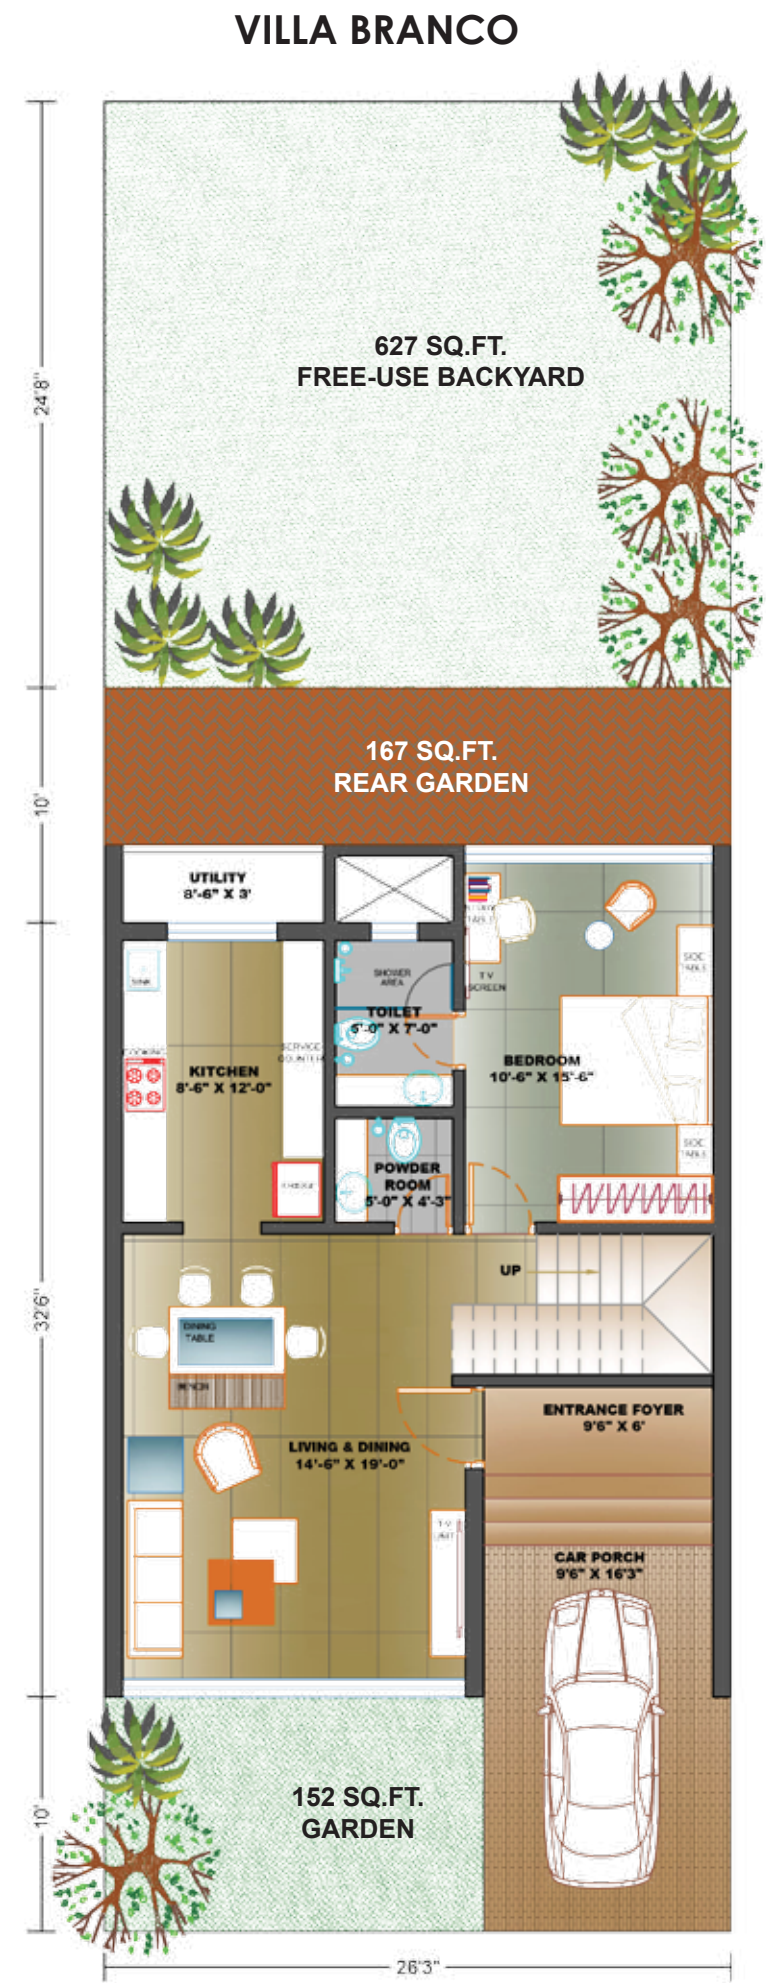 VILLA BRANCO
24'8"
627 SQ.FT.
FREE-USE BACKYARD
10'
167 SQ.FT.
REAR GARDEN
UTILITY
8'-6" X 3'
SINK
COOKING
KITCHEN
8'-6" X 12'-0"
SERVICE
COUNTER
SHOWER
AREA
TOILET
5'-0" X 7'-0"
POWDER
ROOM
5'-0" X 4'-3"
TABLE
TV
SCREEN
SIDE
TABLE
BEDROOM
10'-6" X 15'-6"
SIDE
TABLE
32'6"
UP
DINING
TABLE
BENCH
LIVING & DINING
14'-6" X 19'-0"
T.V
UNIT
ENTRANCE FOYER
9'6" X 6'
CAR PORCH
9'6" X 16'3"
10'
152 SQ.FT.
GARDEN
26'3"